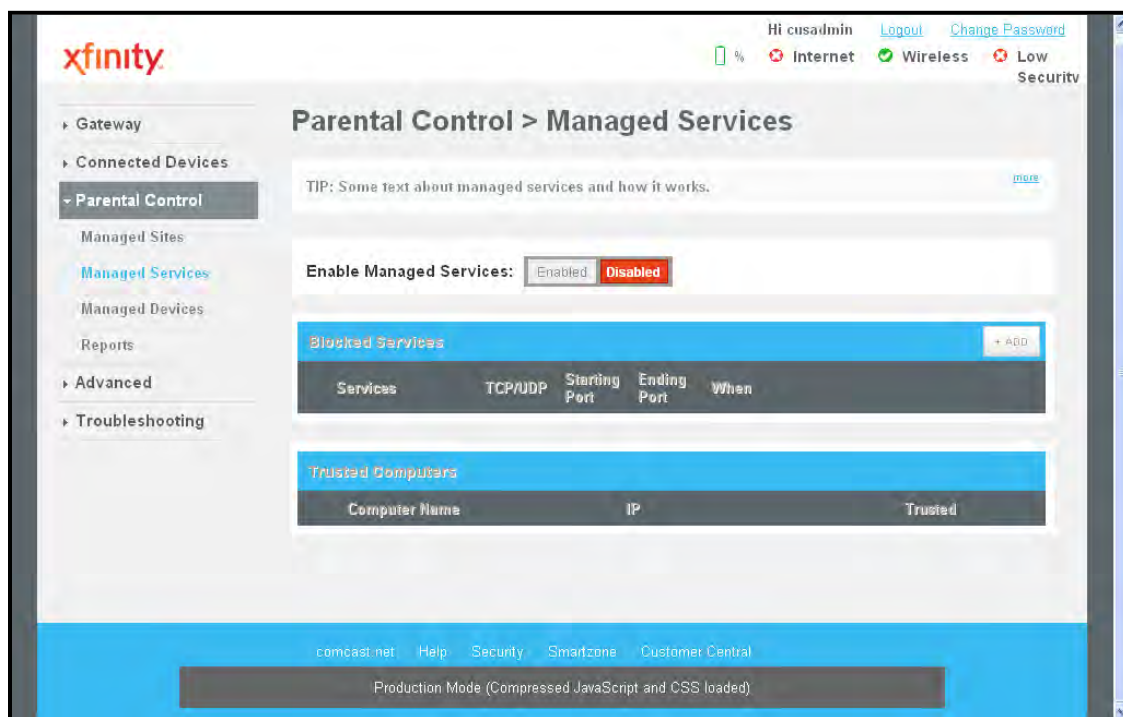 Hi cusadmin Logout Change Password
xfinity
% Internet Wireless Low Security
Gateway
Connected Devices
Parental Control
Managed Sites
Managed Services
Managed Devices
Reports
Advanced
Troubleshooting
Parental Control > Managed Services
TIP: Some text about managed services and how it works. more
Enable Managed Services: Enabled Disabled
Blocked Services + ADD
Services TCP/UDP Starting Port Ending Port When
Trusted Computers
Computer Name IP Trusted
comcast.net Help Security Smartzone Customer Central
Production Mode (Compressed JavaScript and CSS loaded)